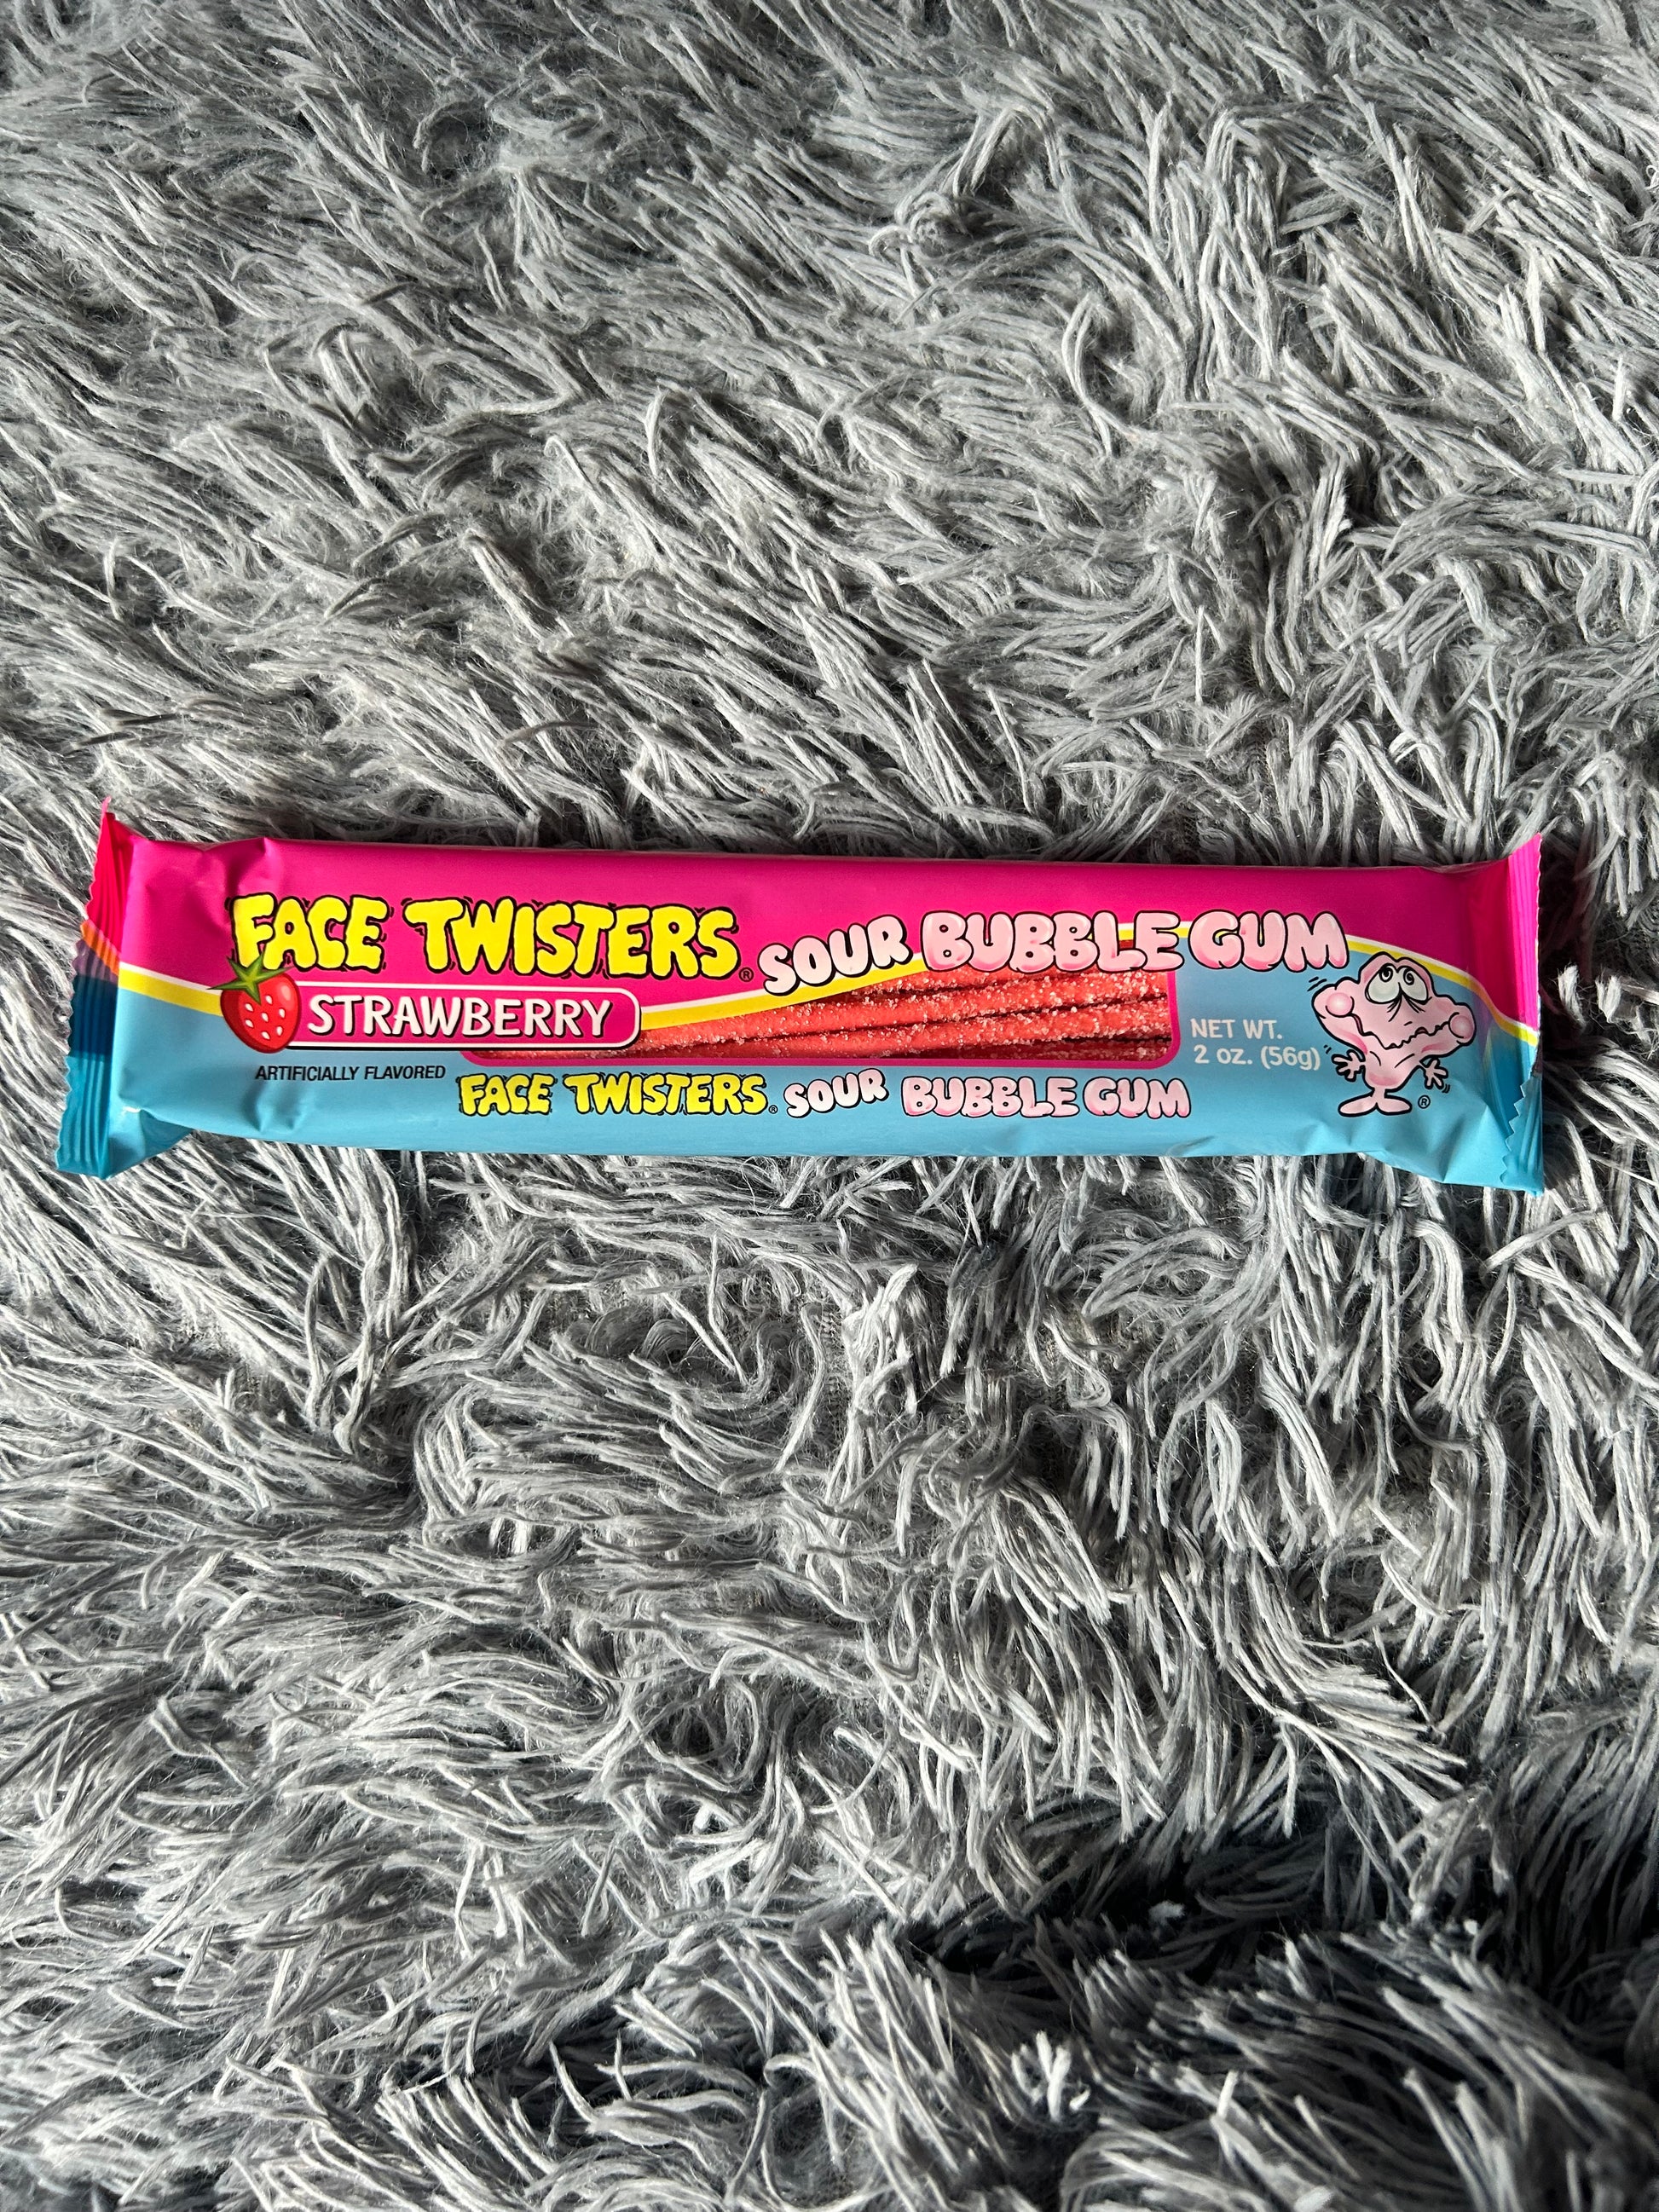 FACE TWISTERS® SOUR BUBBLE GUM
STRAWBERRY
NET WT.
2 oz. (56g)
ARTIFICIALLY FLAVORED
FACE TWISTERS® SOUR BUBBLE GUM
®